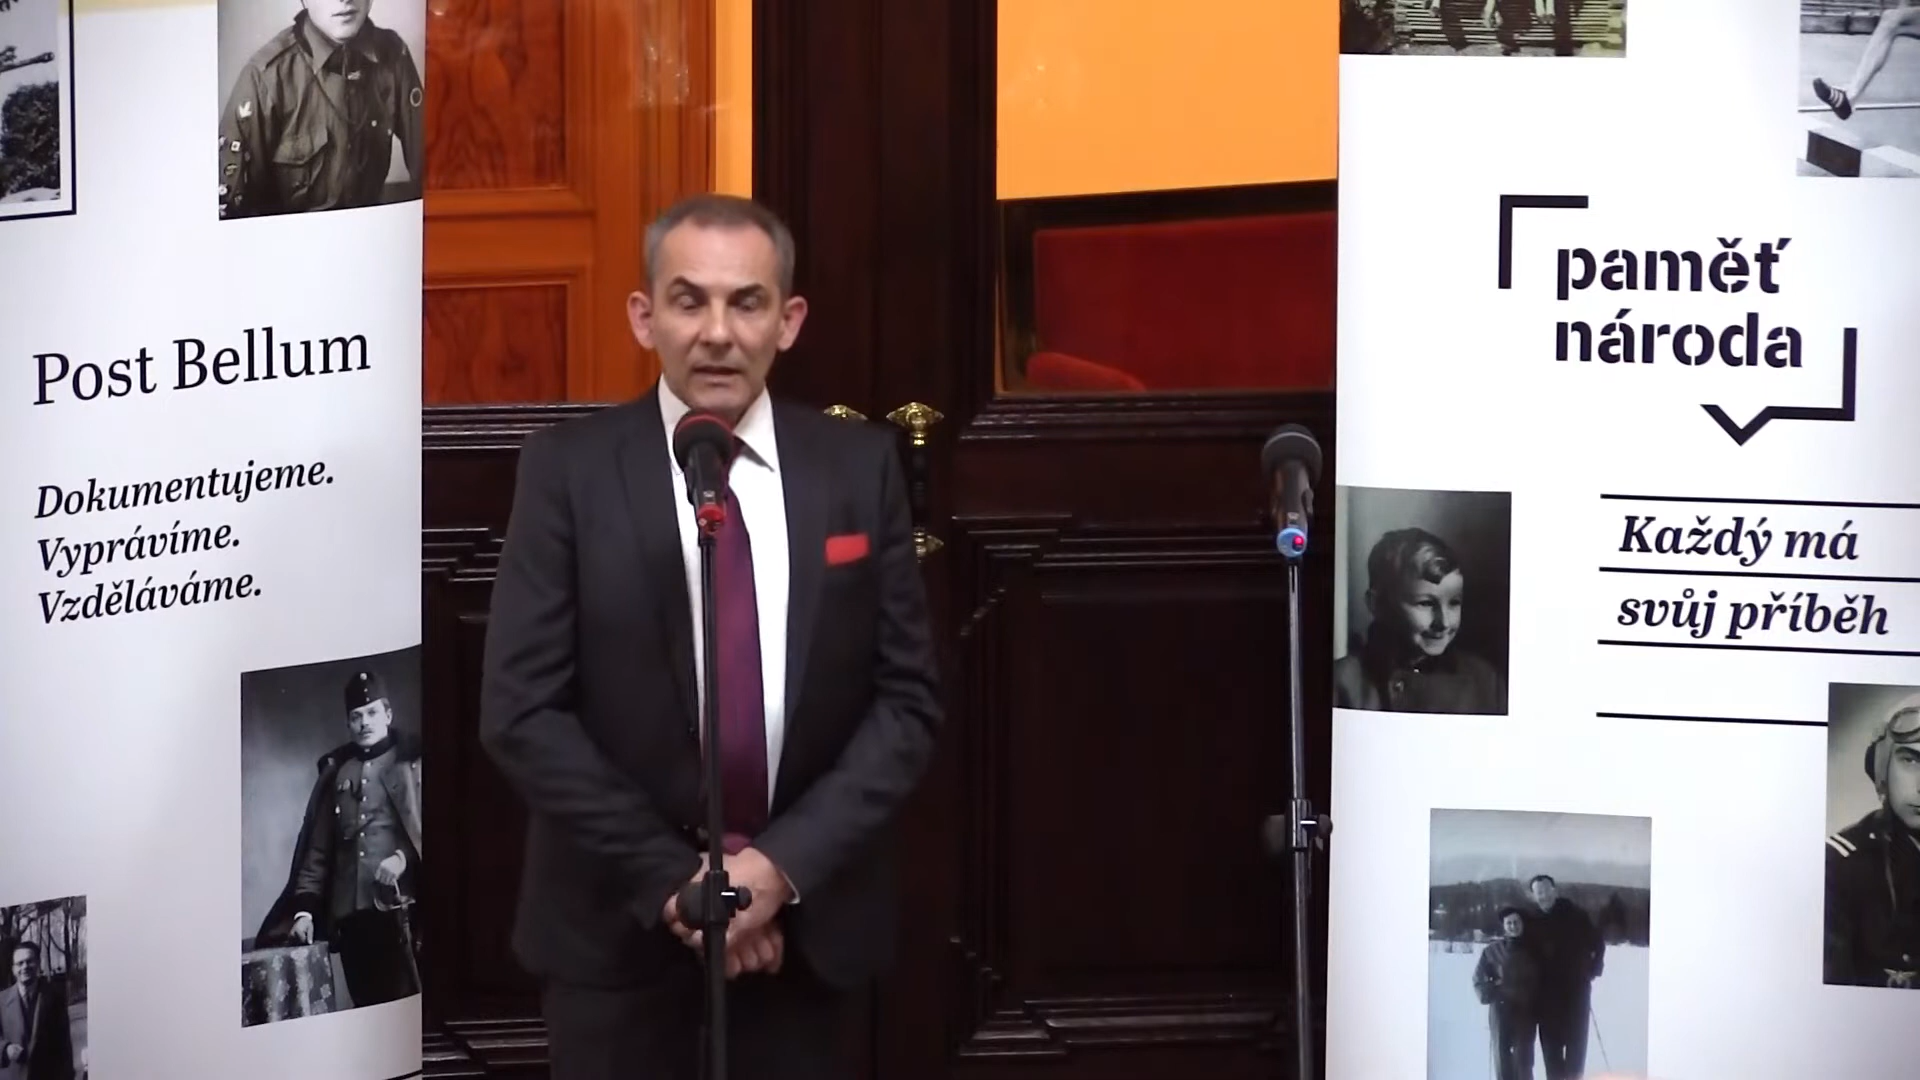 Post Bellum
Dokumentujeme.
Vyprávíme.
Vzděláváme.
paměť
národa
Každý má
svůj příběh